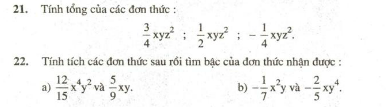 21. Tính tổng của các đơn thức :
$\frac{3}{4}xyz^2$ ; $\frac{1}{2}xyz^2$ ; $-\frac{1}{4}xyz^2$.
22. Tính tích các đơn thức sau rồi tìm bậc của đơn thức nhận được :
a) $\frac{12}{15}x^4y^2$ và $\frac{5}{9}xy$. b) $-\frac{1}{7}x^2y$ và $-\frac{2}{5}xy^4$.